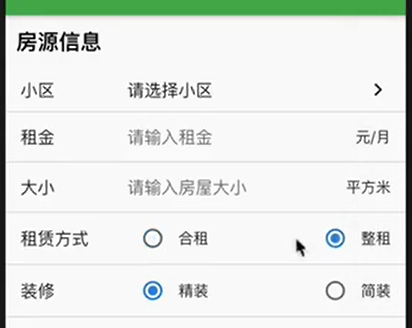 房源信息
小区 请选择小区
租金 请输入租金 元/月
大小 请输入房屋大小 平方米
租赁方式 合租 整租
装修 精装 简装